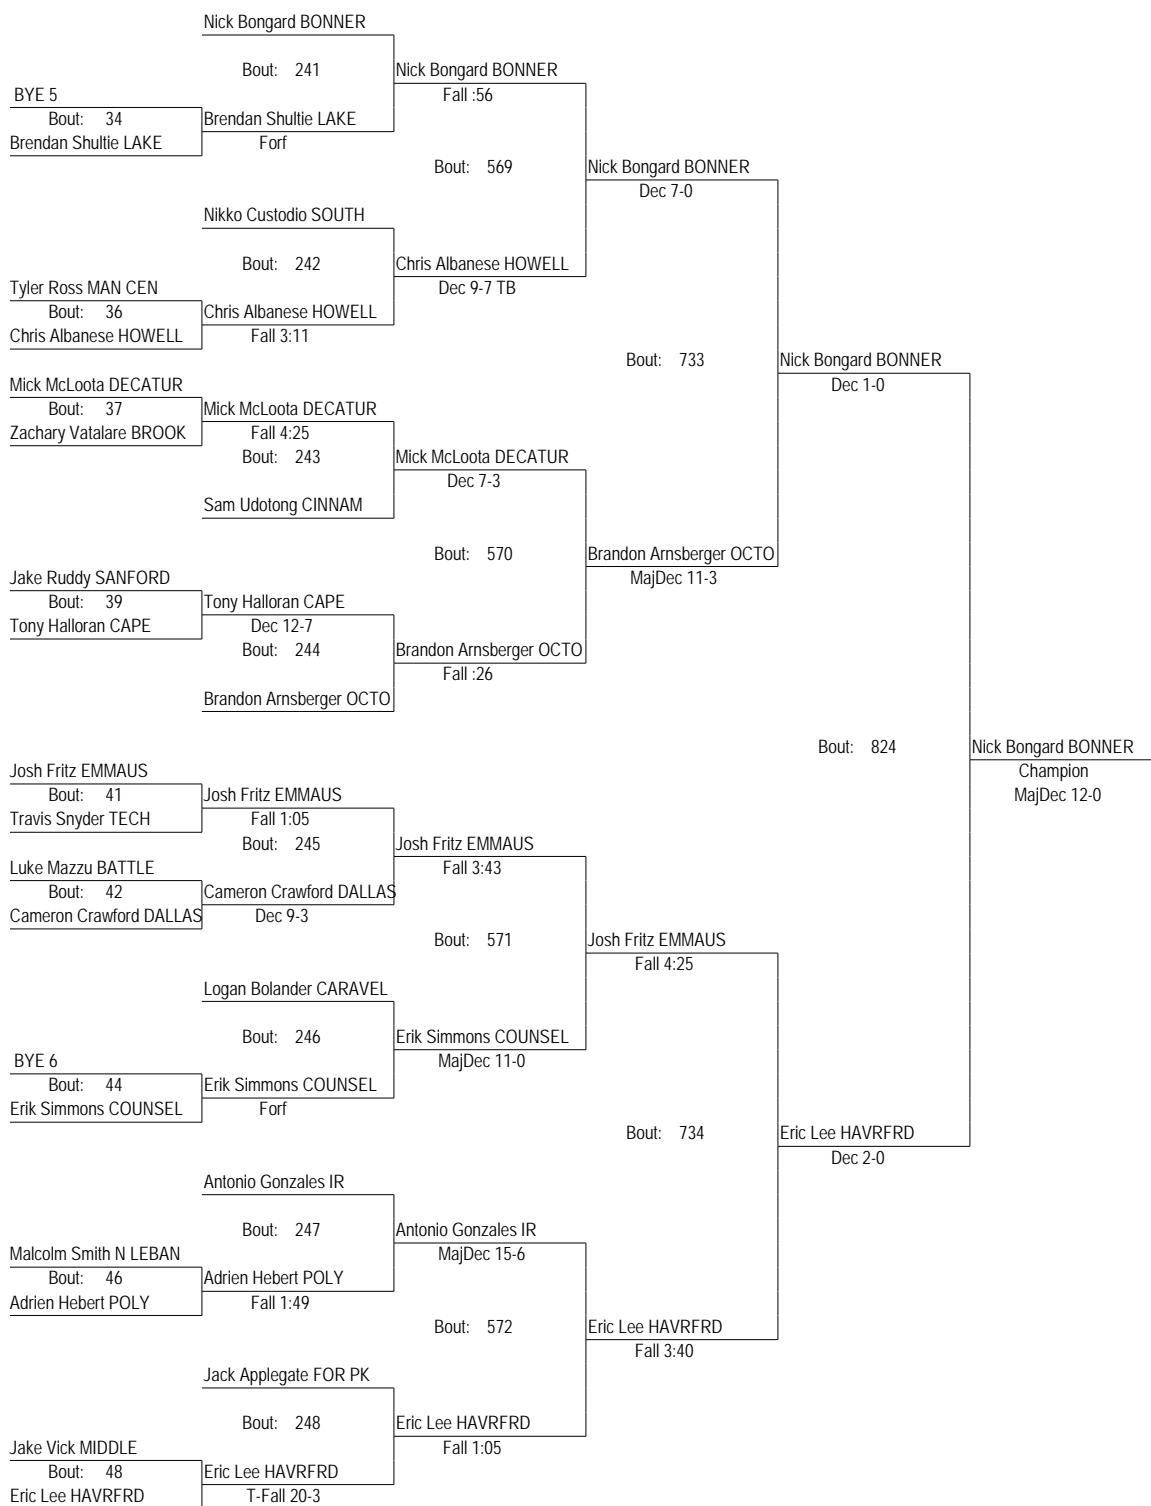 Nick Bongard BONNER
Bout: 241 Nick Bongard BONNER
BYE 5 Fall :56
Bout: 34 Brendan Shultie LAKE
Brendan Shultie LAKE Forf
Bout: 569 Nick Bongard BONNER
Dec 7-0
Nikko Custodio SOUTH
Bout: 242 Chris Albanese HOWELL
Tyler Ross MAN CEN Dec 9-7 TB
Bout: 36 Chris Albanese HOWELL
Chris Albanese HOWELL Fall 3:11
Bout: 733 Nick Bongard BONNER
Mick McLoota DECATUR Dec 1-0
Bout: 37 Mick McLoota DECATUR
Zachary Vatalare BROOK Fall 4:25
Bout: 243 Mick McLoota DECATUR
Dec 7-3
Sam Udotong CINNAM
Bout: 570 Brandon Arnsberger OCTO
Jake Ruddy SANFORD MajDec 11-3
Bout: 39 Tony Halloran CAPE
Tony Halloran CAPE Dec 12-7
Bout: 244 Brandon Arnsberger OCTO
Fall :26
Brandon Arnsberger OCTO
Bout: 824 Nick Bongard BONNER
Josh Fritz EMMAUS Champion
Bout: 41 Josh Fritz EMMAUS MajDec 12-0
Travis Snyder TECH Fall 1:05
Bout: 245 Josh Fritz EMMAUS
Luke Mazzu BATTLE Fall 3:43
Bout: 42 Cameron Crawford DALLAS
Cameron Crawford DALLAS Dec 9-3
Bout: 571 Josh Fritz EMMAUS
Fall 4:25
Logan Bolander CARAVEL
Bout: 246 Erik Simmons COUNSEL
BYE 6 MajDec 11-0
Bout: 44 Erik Simmons COUNSEL
Erik Simmons COUNSEL Forf
Bout: 734 Eric Lee HAVRFRD
Dec 2-0
Antonio Gonzales IR
Bout: 247 Antonio Gonzales IR
Malcolm Smith N LEBAN MajDec 15-6
Bout: 46 Adrien Hebert POLY
Adrien Hebert POLY Fall 1:49
Bout: 572 Eric Lee HAVRFRD
Fall 3:40
Jack Applegate FOR PK
Bout: 248 Eric Lee HAVRFRD
Jake Vick MIDDLE Fall 1:05
Bout: 48 Eric Lee HAVRFRD
Eric Lee HAVRFRD T-Fall 20-3